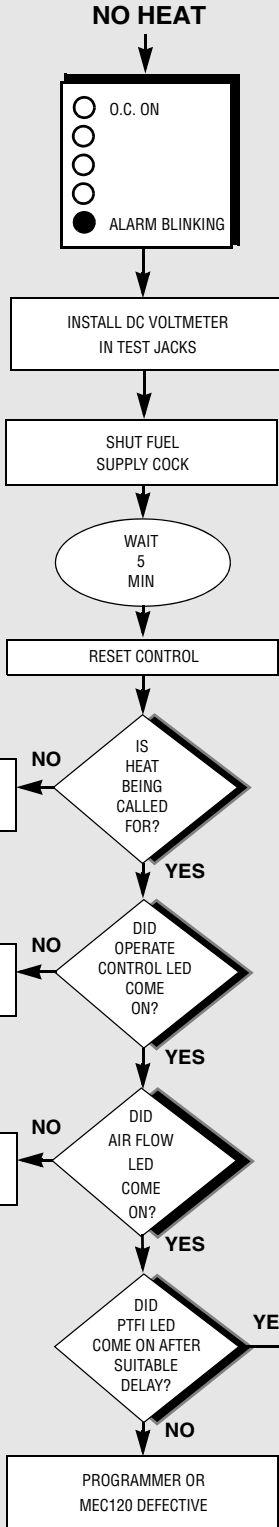 NO HEAT
O.C. ON
ALARM BLINKING
INSTALL DC VOLTMETER
IN TEST JACKS
SHUT FUEL
SUPPLY COCK
WAIT
5
MIN
RESET CONTROL
IS
HEAT
BEING
CALLED
FOR?
NO
YES
DID
OPERATE
CONTROL LED
COME
ON?
NO
YES
DID
AIR FLOW
LED
COME
ON?
NO
YES
DID
PTFI LED
COME ON AFTER
SUITABLE
DELAY?
YE
NO
PROGRAMMER OR
MEC120 DEFECTIVE